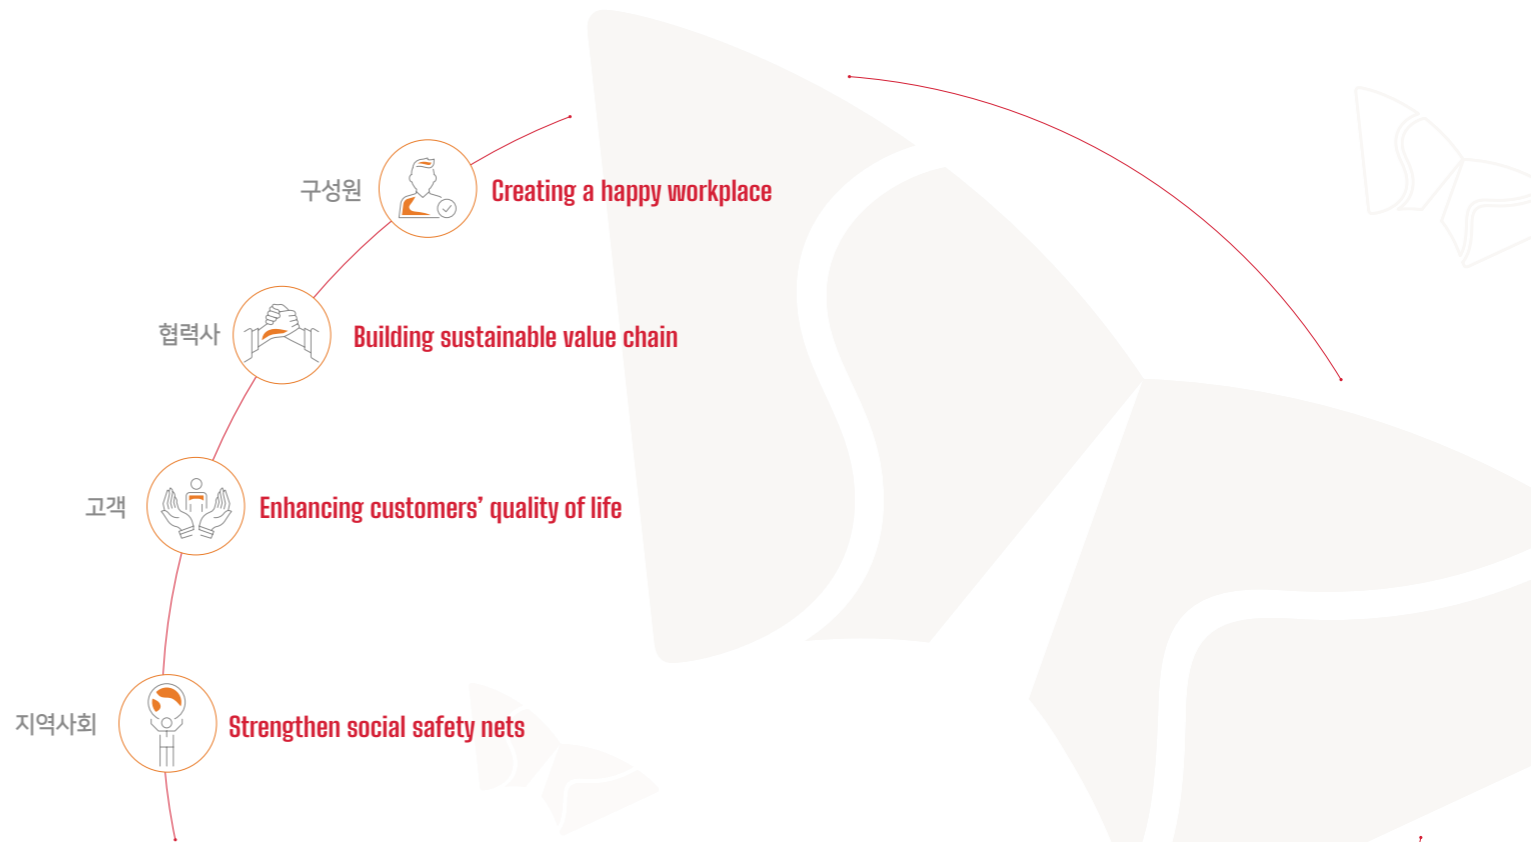 구성원
Creating a happy workplace
협력사
Building sustainable value chain
고객
Enhancing customers’ quality of life
지역사회
Strengthen social safety nets